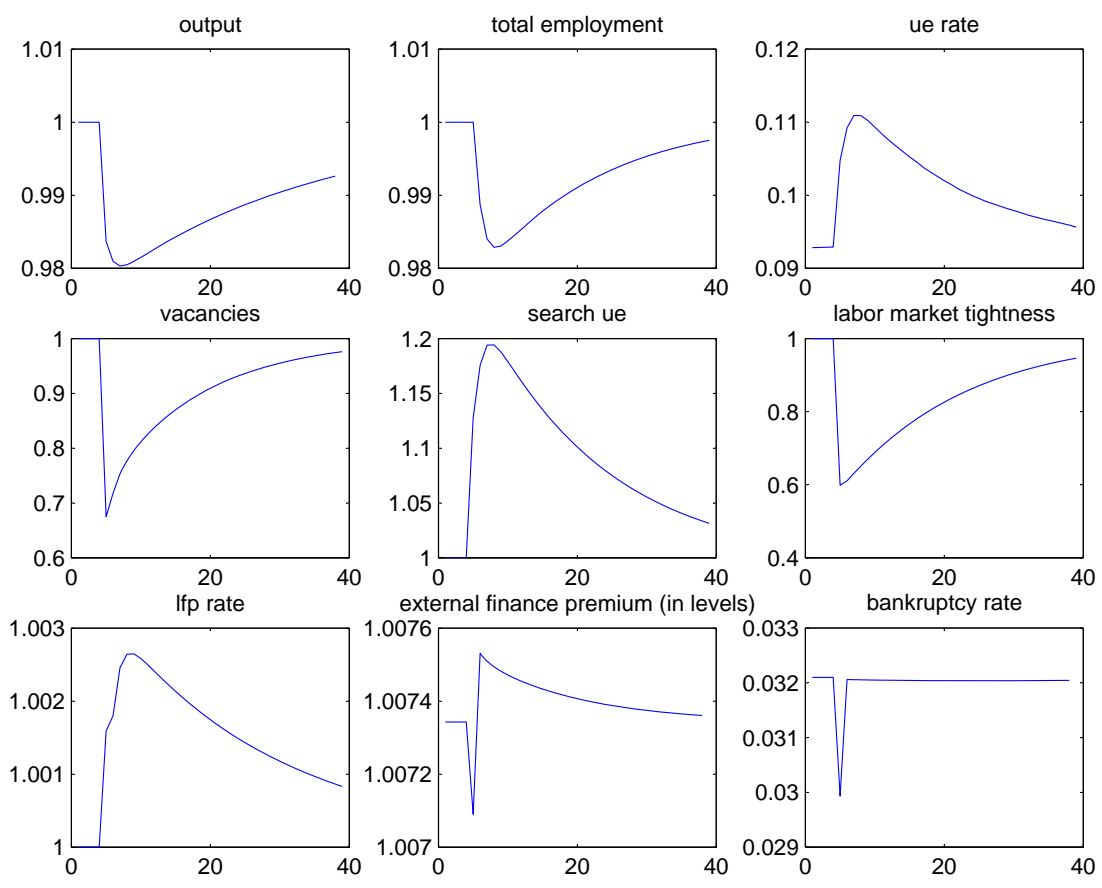 output
total employment
ue rate
1.01
1
0.99
0.98
0 20 40
1.01
1
0.99
0.98
0 20 40
0.12
0.11
0.1
0.09
0 20 40
vacancies
search ue
labor market tightness
1
0.9
0.8
0.7
0.6
0 20 40
1.2
1.15
1.1
1.05
1
0 20 40
1
0.8
0.6
0.4
0 20 40
lfp rate
external finance premium (in levels)
bankruptcy rate
1.003
1.002
1.001
1
0 20 40
1.0076
1.0074
1.0072
1.007
0 20 40
0.033
0.032
0.031
0.03
0.029
0 20 40